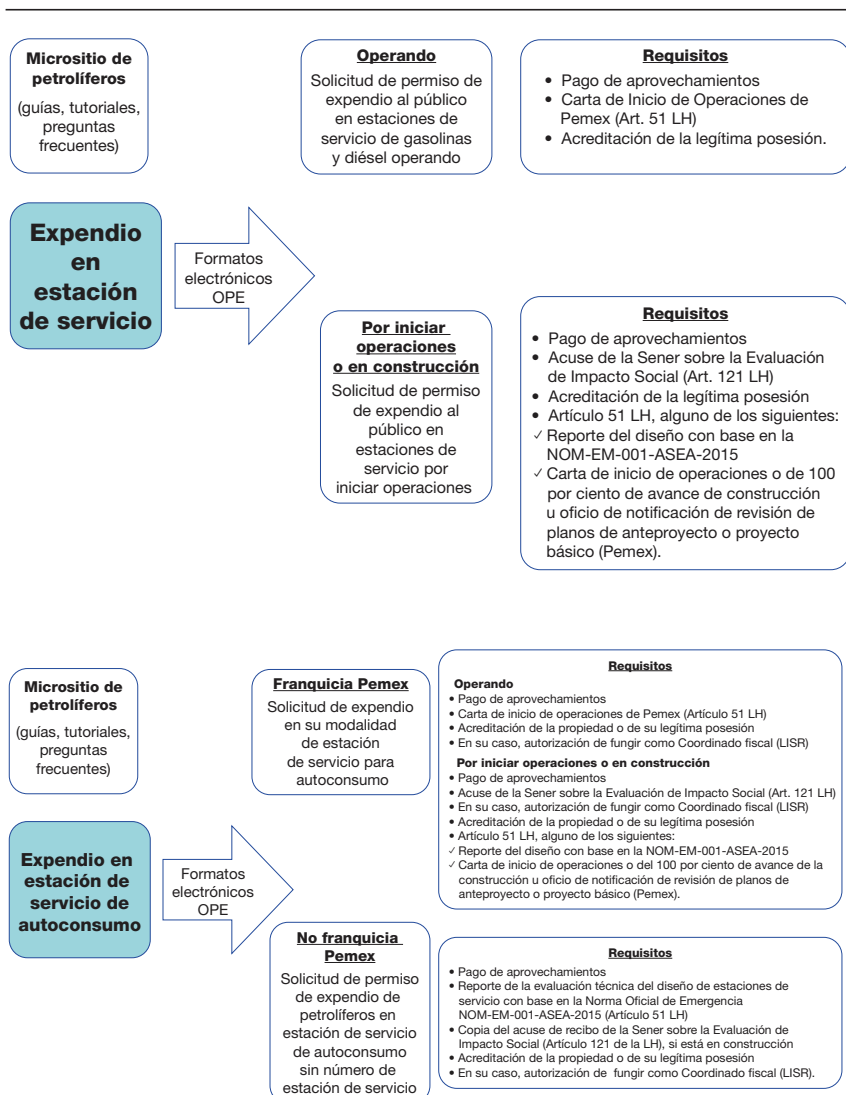 Micrositio de
petrolíferos
(guías, tutoriales,
preguntas
frecuentes)
Operando
Solicitud de permiso de
expendio al público
en estaciones de
servicio de gasolinas
y diésel operando
Requisitos
• Pago de aprovechamientos
• Carta de Inicio de Operaciones de
Pemex (Art. 51 LH)
• Acreditación de la legítima posesión.
Expendio
en
estación
de servicio
Formatos
electrónicos
OPE
Por iniciar
operaciones
o en construcción
Solicitud de permiso
de expendio al
público en
estaciones de
servicio por
iniciar operaciones
Requisitos
• Pago de aprovechamientos
• Acuse de la Sener sobre la Evaluación
de Impacto Social (Art. 121 LH)
• Acreditación de la legítima posesión
• Artículo 51 LH, alguno de los siguientes:
✓ Reporte del diseño con base en la
NOM-EM-001-ASEA-2015
✓ Carta de inicio de operaciones o de 100
por ciento de avance de construcción
u oficio de notificación de revisión de
planos de anteproyecto o proyecto
básico (Pemex).
Micrositio de
petrolíferos
(guías, tutoriales,
preguntas
frecuentes)
Franquicia Pemex
Solicitud de expendio
en su modalidad
de estación
de servicio para
autoconsumo
Requisitos
Operando
• Pago de aprovechamientos
• Carta de inicio de operaciones de Pemex (Artículo 51 LH)
• Acreditación de la propiedad o de su legítima posesión
• En su caso, autorización de fungir como Coordinado fiscal (LISR)
Por iniciar operaciones o en construcción
• Pago de aprovechamientos
• Acuse de la Sener sobre la Evaluación de Impacto Social (Art. 121 LH)
• En su caso, autorización de fungir como Coordinado fiscal (LISR)
• Acreditación de la propiedad o de su legítima posesión
• Artículo 51 LH, alguno de los siguientes:
✓ Reporte del diseño con base en la NOM-EM-001-ASEA-2015
✓ Carta de inicio de operaciones o del 100 por ciento de avance de la
construcción u oficio de notificación de revisión de planos de
anteproyecto o proyecto básico (Pemex).
Expendio en
estación de
servicio de
autoconsumo
Formatos
electrónicos
OPE
No franquicia
Pemex
Solicitud de permiso
de expendio de
petrolíferos en
estación de servicio
de autoconsumo
sin número de
estación de servicio
Requisitos
• Pago de aprovechamientos
• Reporte de la evaluación técnica del diseño de estaciones de
servicio con base en la Norma Oficial de Emergencia
NOM-EM-001-ASEA-2015 (Artículo 51 LH)
• Copia del acuse de recibo de la Sener sobre la Evaluación de
Impacto Social (Artículo 121 de la LH), si está en construcción
• Acreditación de la propiedad o de su legítima posesión
• En su caso, autorización de fungir como Coordinado fiscal (LISR).